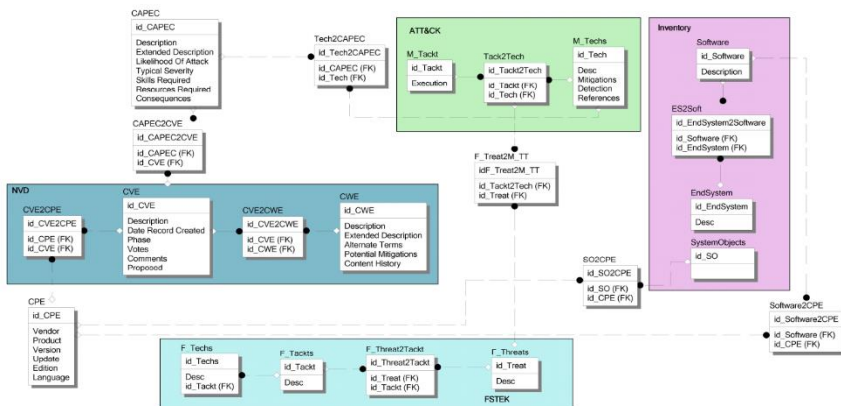 CAPEC
id_CAPEC
Description
Extended Description
Likelihood Of Attack
Typical Severity
Skills Required
Resources Required
Consequences
Tech2CAPEC
id_Tech2CAPEC
id_CAPEC (FK)
id_Tech (FK)
ATT&CK
M_Tackt
id_Tackt
Execution
Tack2Tech
id_Tackt2Tech
id_Tackt (FK)
id_Tech (FK)
M_Techs
id_Tech
Desc
Mitigations
Detection
References
Inventory
Software
id_Software
Description
ES2Soft
id_EndSystem2Software
id_Software (FK)
id_EndSystem (FK)
EndSystem
id_EndSystem
Desc
SystemObjects
id_SO
CAPEC2CVE
id_CAPEC2CVE
id_CAPEC (FK)
id_CVE (FK)
F_Treat2M_TT
idF_Treat2M_TT
id_Tackt2Tech (FK)
id_Treat (FK)
NVD
CVE2CPE
id_CVE2CPE
id_CPE (FK)
id_CVE (FK)
CVE
id_CVE
Description
Date Record Created
Phase
Votes
Comments
Proposed
CVE2CWE
id_CVE2CWE
id_CVE (FK)
id_CWE (FK)
CWE
id_CWE
Description
Extended Description
Alternate Terms
Potential Mitigations
Content History
SO2CPE
id_SO2CPE
id_SO (FK)
id_CPE (FK)
Software2CPE
id_Software2CPE
id_Software (FK)
id_CPE (FK)
CPE
id_CPE
Vendor
Product
Version
Update
Edition
Language
F_Techs
id_Techs
Desc
id_Tackt (FK)
F_Tackts
id_Tackt
Desc
F_Threat2Tackt
id_Threat2Tackt
id_Treat (FK)
id_Tackt (FK)
F_Threats
id_Treat
Desc
FSTEK